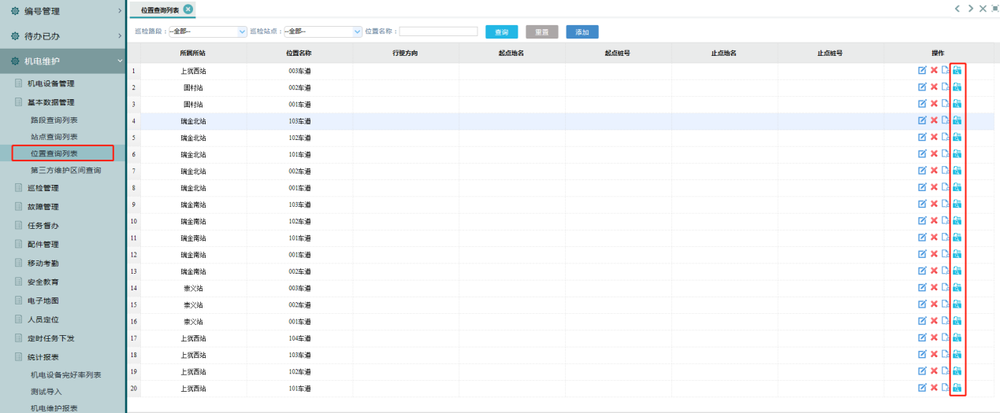 编号管理
待办已办
机电维护
机电设备管理
基本数据管理
路段查询列表
站点查询列表
位置查询列表
第三方维护区间查询
巡检管理
故障管理
任务督办
配件管理
移动考勤
安全教育
电子地图
人员定位
定时任务下发
统计报表
机电设备完好率列表
测试导入
机电维护报表
位置查询列表
巡检路段：--全部-- 巡检站点：--全部-- 位置名称： 查询 重置 添加
所属所站 位置名称 行驶方向 起点地名 起点桩号 止点地名 止点桩号 操作
1 上犹西站 003车道
2 固村站 002车道
3 固村站 001车道
4 瑞金北站 103车道
5 瑞金北站 102车道
6 瑞金北站 101车道
7 瑞金北站 002车道
8 瑞金北站 001车道
9 瑞金南站 103车道
10 瑞金南站 102车道
11 瑞金南站 101车道
12 瑞金南站 001车道
13 瑞金南站 002车道
14 崇义站 003车道
15 崇义站 002车道
16 崇义站 001车道
17 上犹西站 104车道
18 上犹西站 103车道
19 上犹西站 102车道
20 上犹西站 101车道